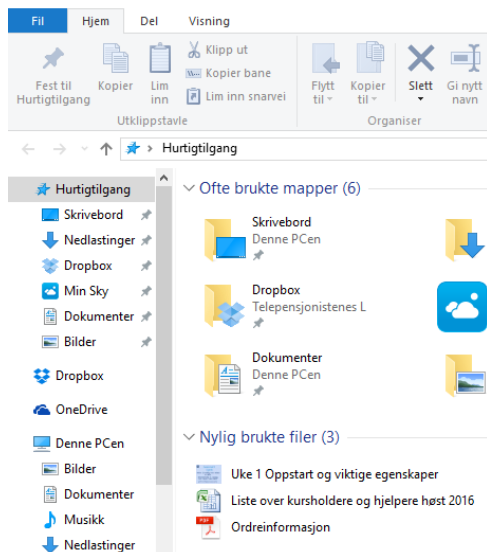 Fil Hjem Del Visning
Fest til
Hurtigtilgang
Kopier
Lim
inn
Klipp ut
Kopier bane
Lim inn snarvei
Utklippstavle
Flytt
til
Kopier
til
Slett
Gi nytt
navn
Organiser
Hurtigtilgang
Hurtigtilgang
Skrivebord
Nedlastinger
Dropbox
Min Sky
Dokumenter
Bilder
Dropbox
OneDrive
Denne PCen
Bilder
Dokumenter
Musikk
Nedlastinger
Ofte brukte mapper (6)
Skrivebord
Denne PCen
Dropbox
Telepensjonistenes L
Dokumenter
Denne PCen
Nylig brukte filer (3)
Uke 1 Oppstart og viktige egenskaper
Liste over kursholdere og hjelpere høst 2016
Ordreinformasjon